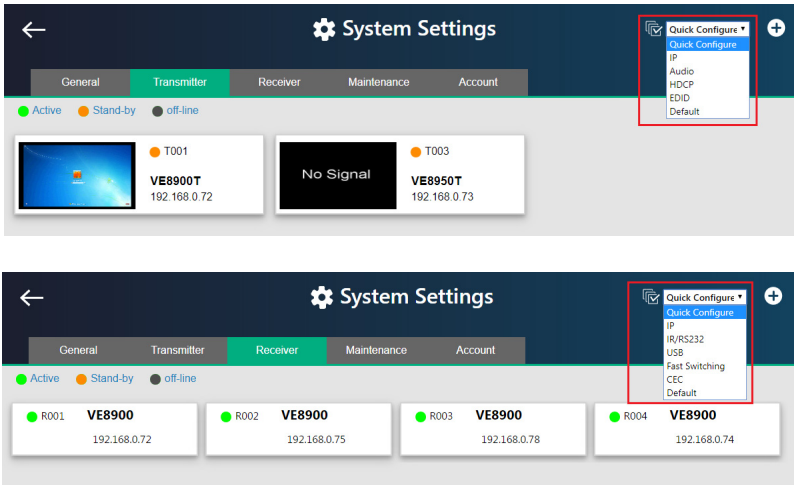 System Settings
Quick Configure
Quick Configure
IP
Audio
HDCP
EDID
Default
General Transmitter Receiver Maintenance Account
Active Stand-by off-line
T001
VE8900T
192.168.0.72
No Signal
T003
VE8950T
192.168.0.73
System Settings
Quick Configure
Quick Configure
IP
IR/RS232
USB
Fast Switching
CEC
Default
General Transmitter Receiver Maintenance Account
Active Stand-by off-line
R001 VE8900
192.168.0.72
R002 VE8900
192.168.0.75
R003 VE8900
192.168.0.78
R004 VE8900
192.168.0.74